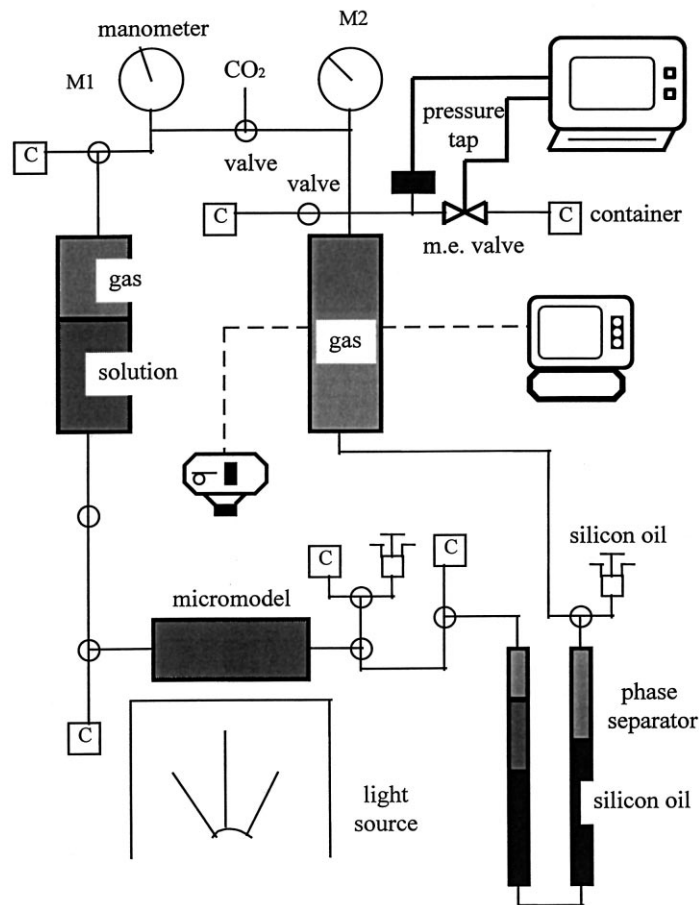 manometer
M2
M1
CO₂
pressure
tap
C
valve
valve
C
C
container
m.e. valve
gas
gas
solution
silicon oil
C
C
micromodel
C
phase
separator
light
source
silicon oil